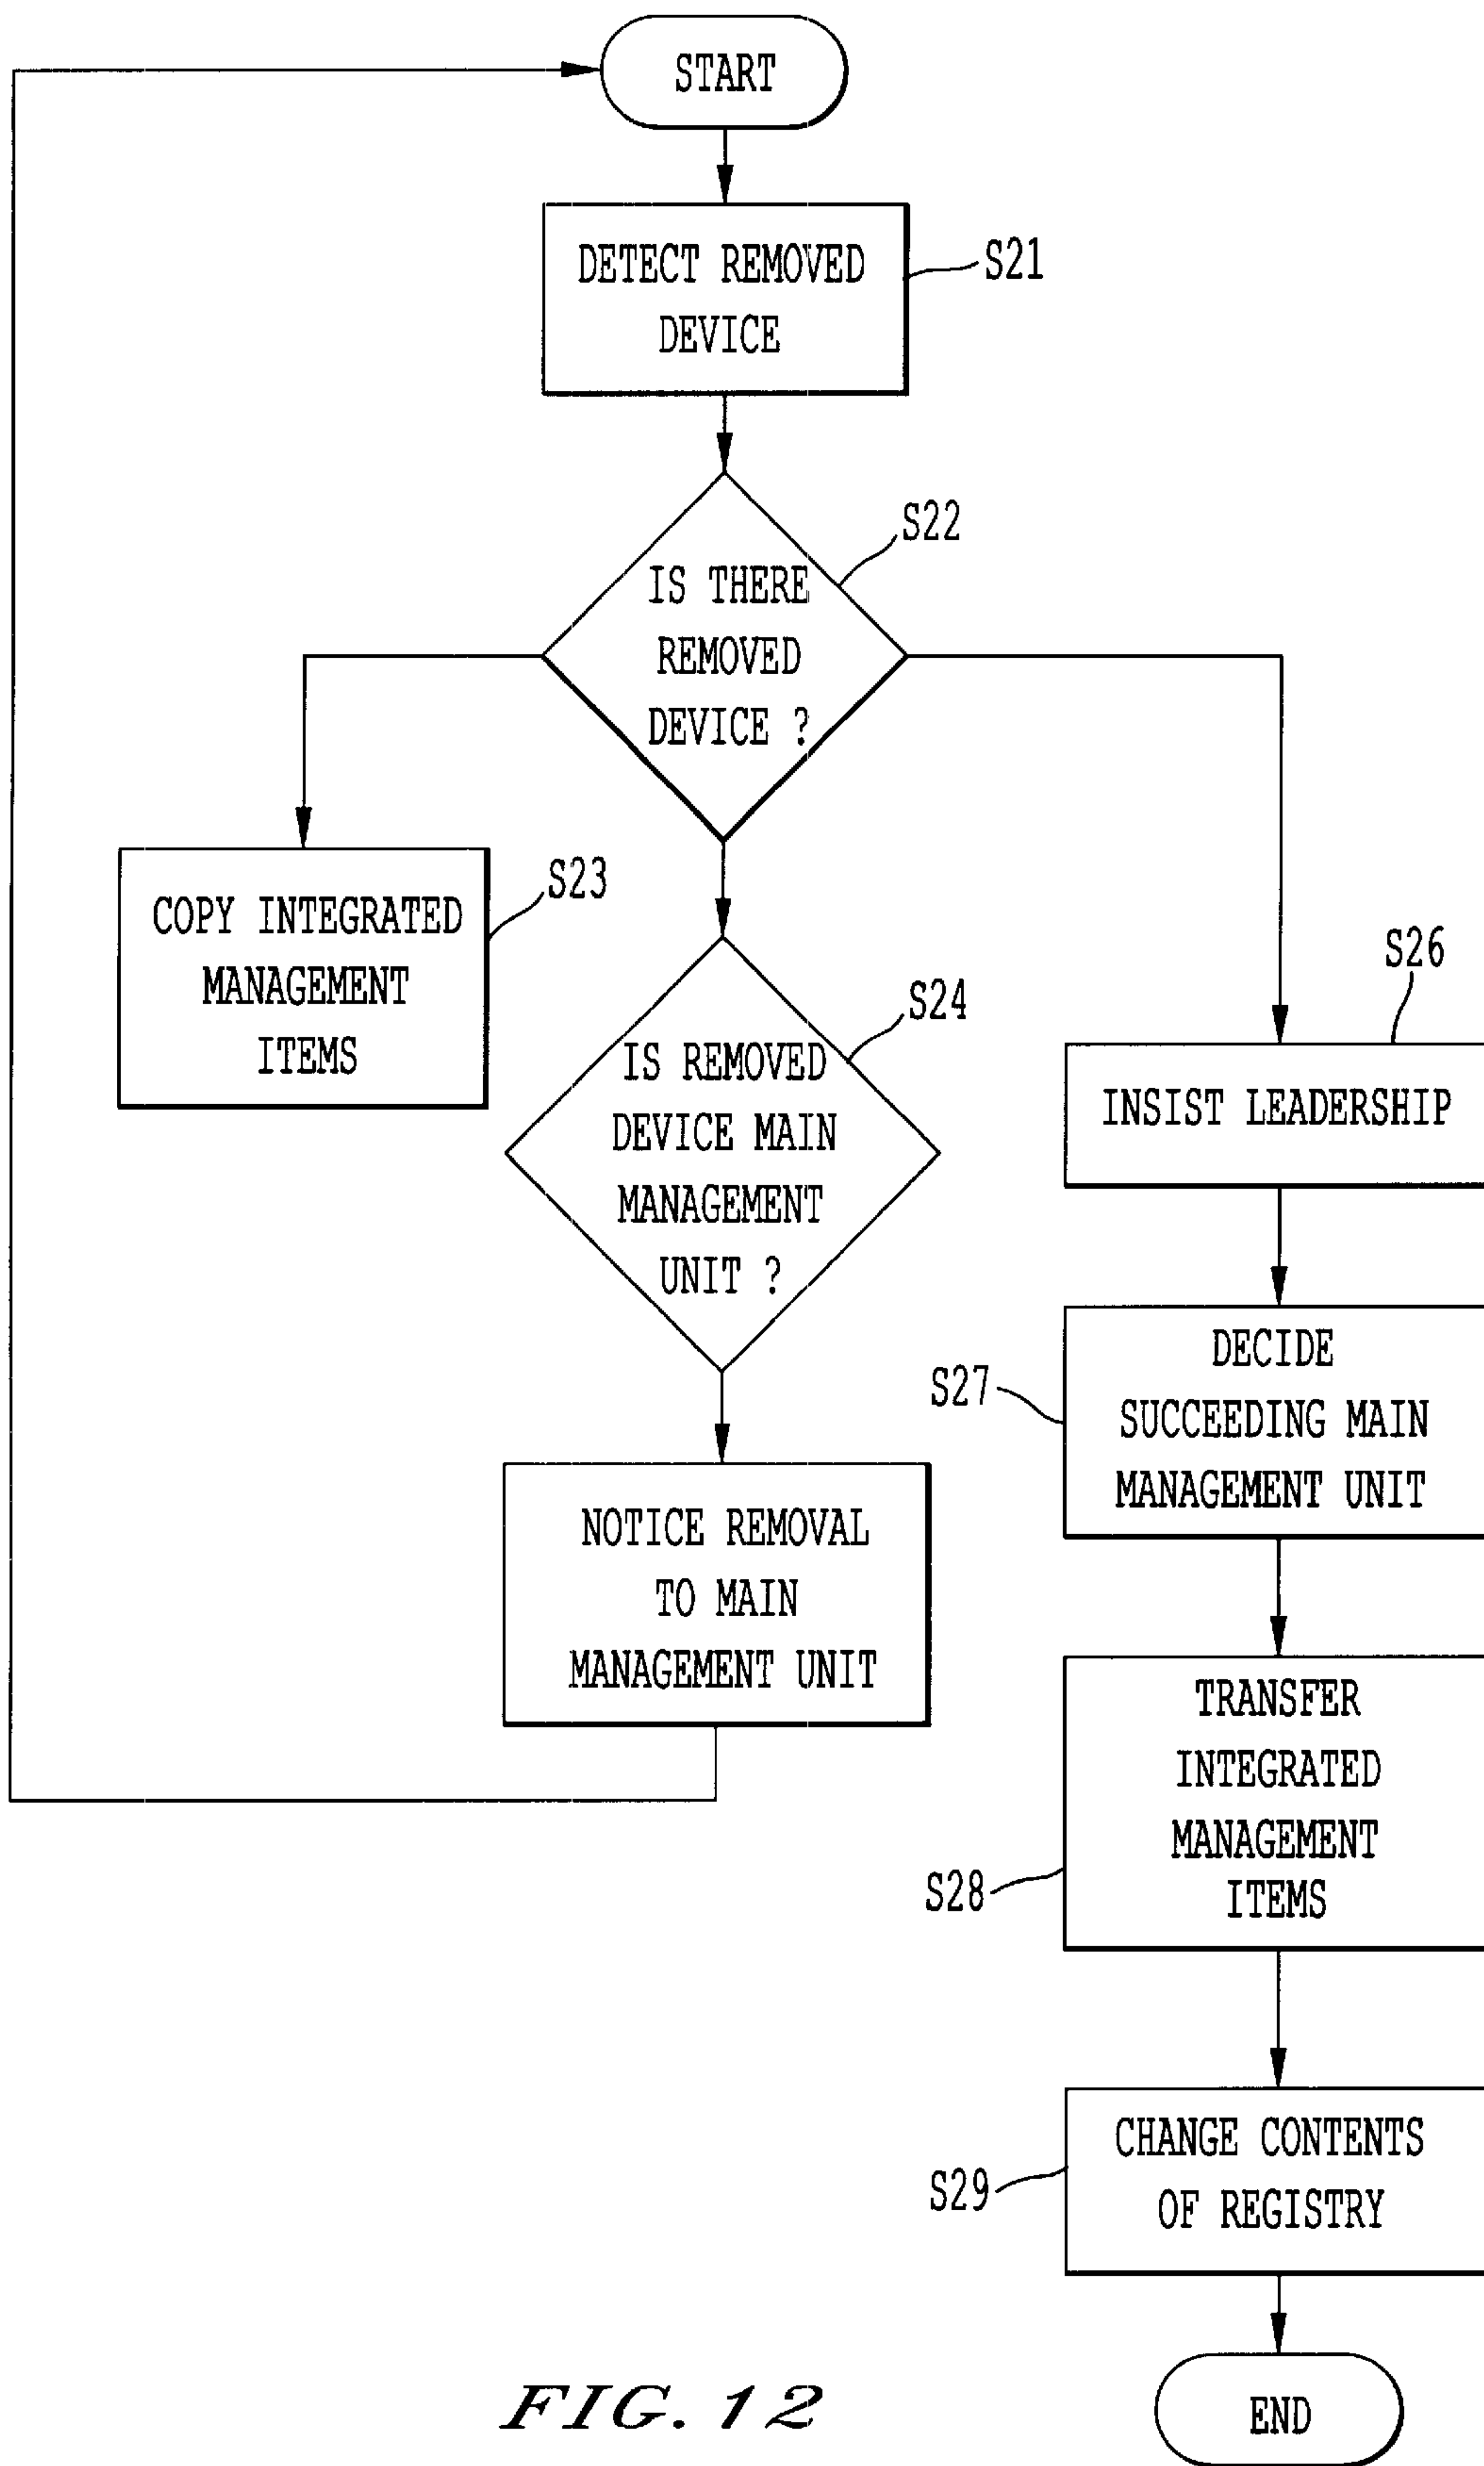 START
DETECT REMOVED
DEVICE
S21
IS THERE
REMOVED
DEVICE ?
S22
COPY INTEGRATED
MANAGEMENT
ITEMS
S23
IS REMOVED
DEVICE MAIN
MANAGEMENT
UNIT ?
S24
NOTICE REMOVAL
TO MAIN
MANAGEMENT UNIT
S26
INSIST LEADERSHIP
S27
DECIDE
SUCCEEDING MAIN
MANAGEMENT UNIT
S28
TRANSFER
INTEGRATED
MANAGEMENT
ITEMS
S29
CHANGE CONTENTS
OF REGISTRY
END
FIG. 12